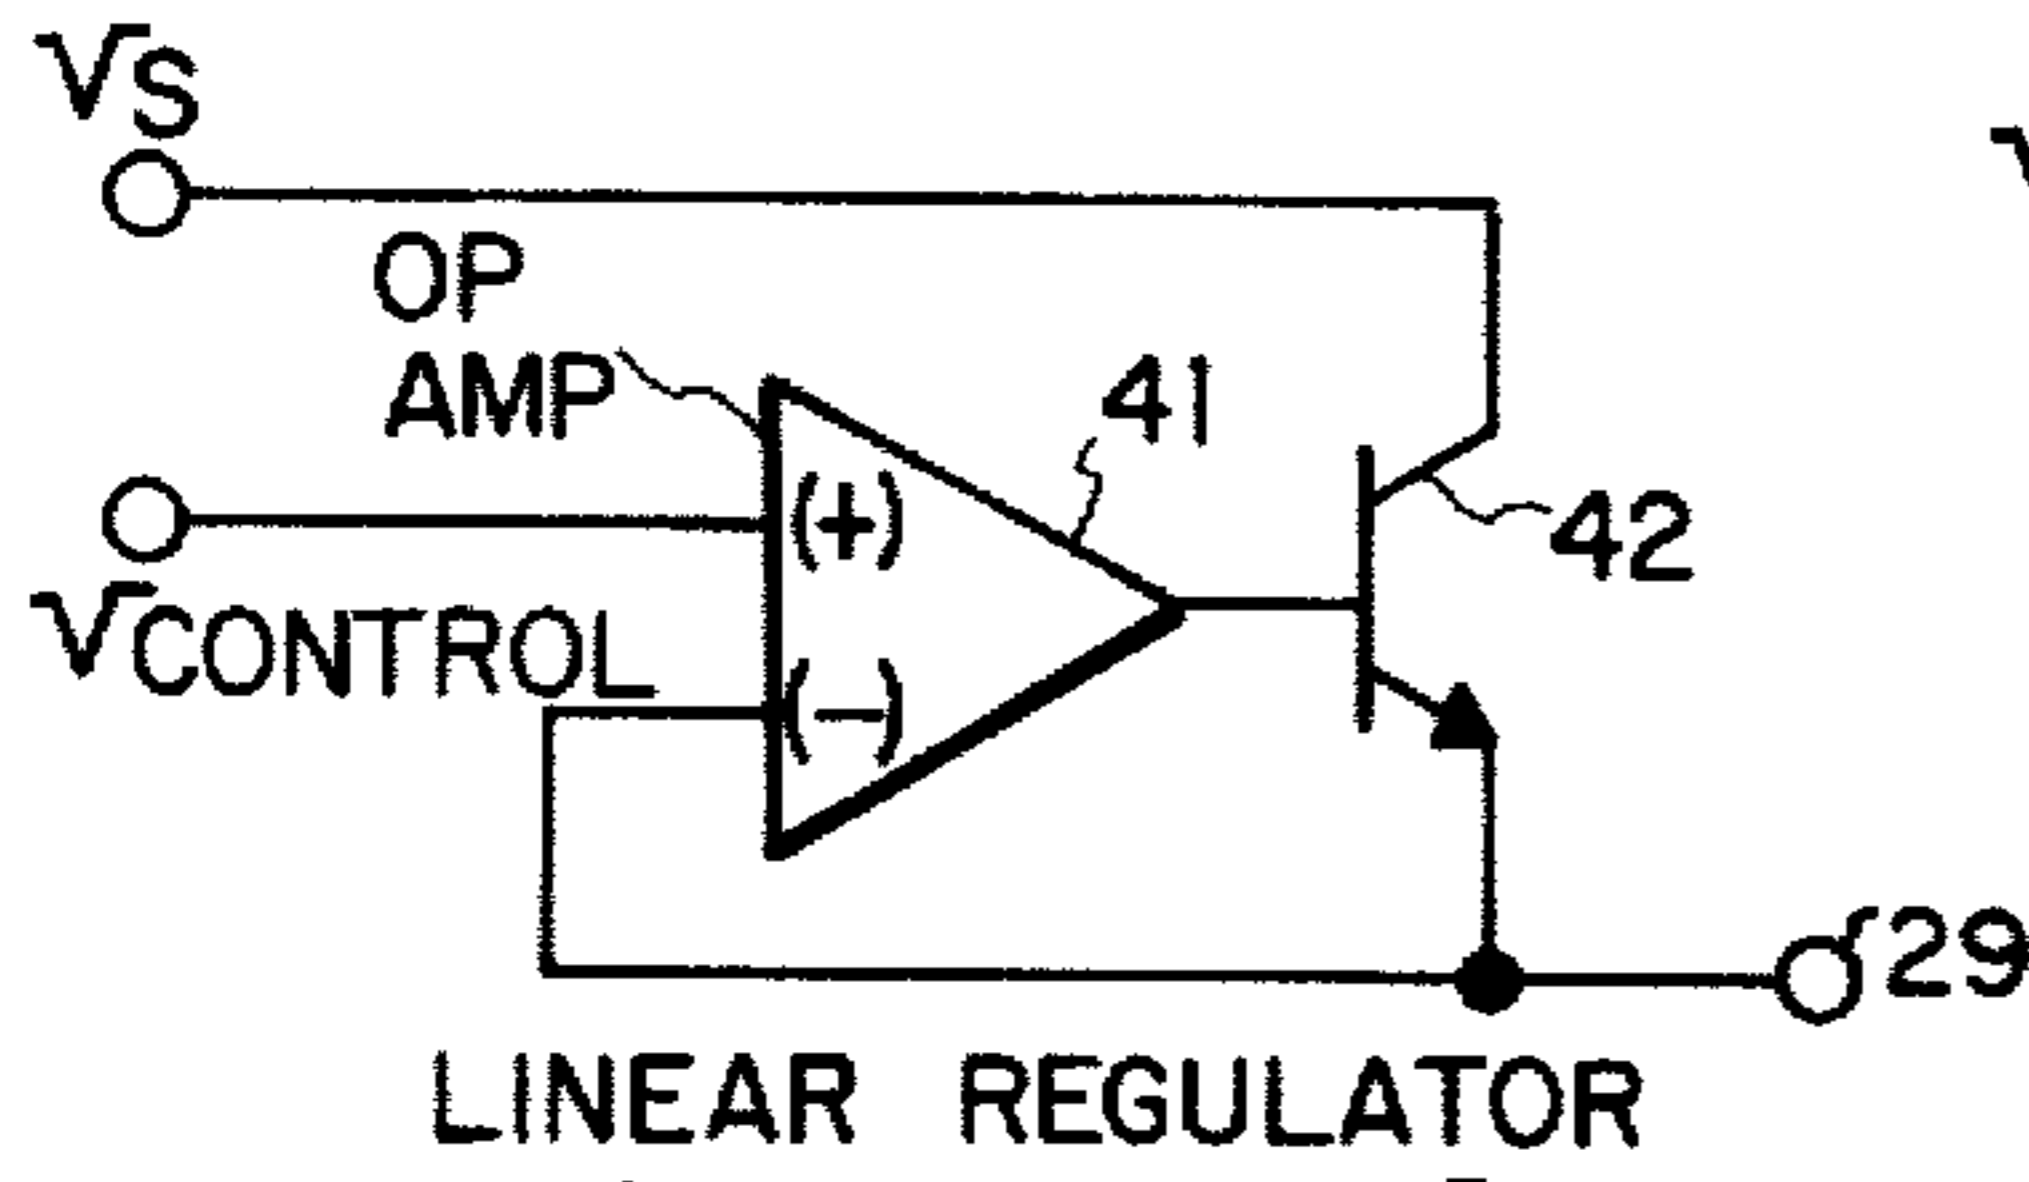 VS
OP
AMP
41
(+)
42
VCONTROL
(−)
29
LINEAR REGULATOR